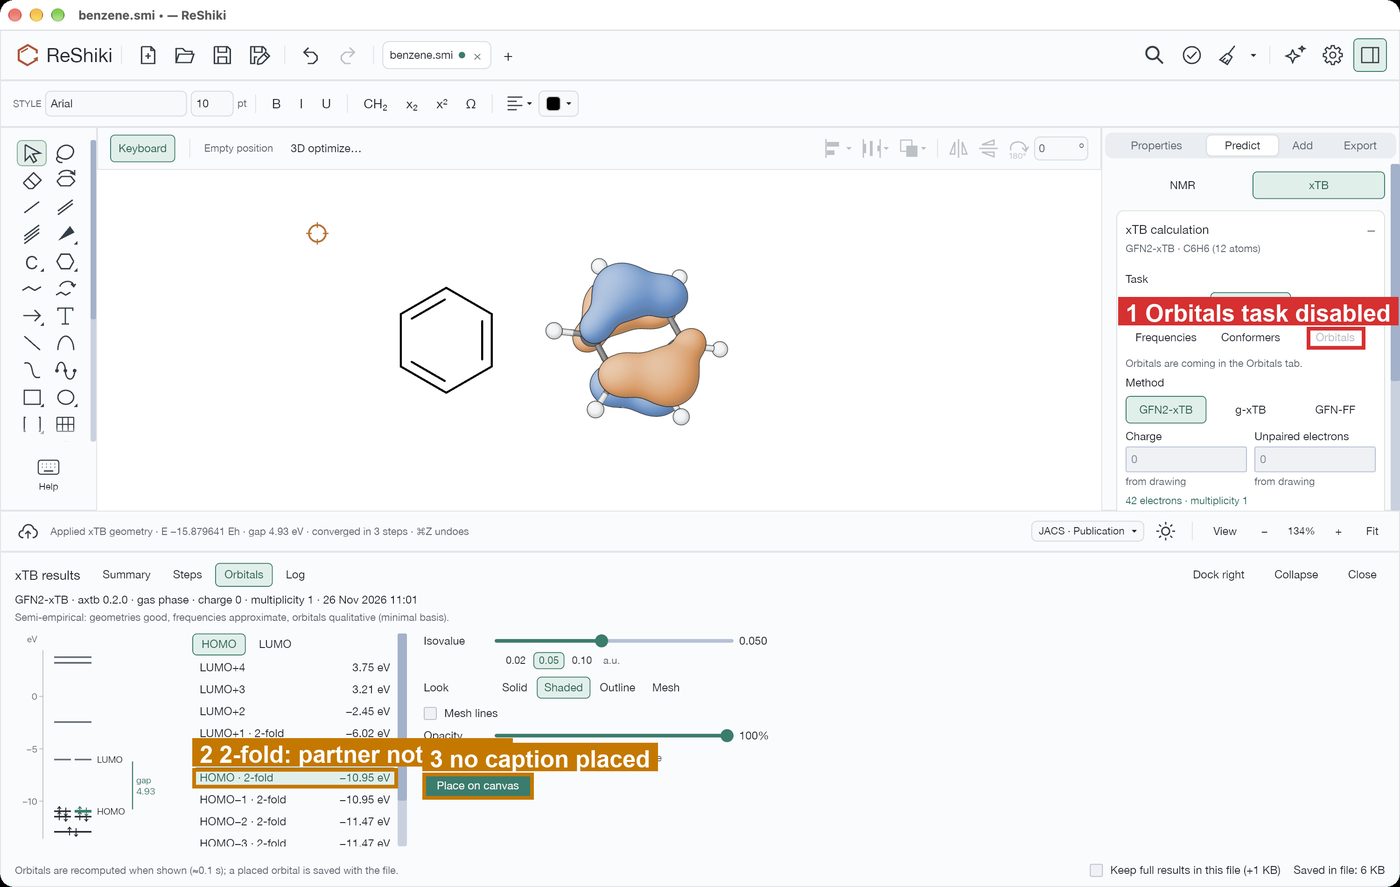 benzene.smi • — ReShiki
ReShiki
benzene.smi
STYLE Arial 10 pt B I U CH₂ x₂ x² Ω
Keyboard Empty position 3D optimize... 180° 0 °
Properties Predict Add Export
NMR xTB
xTB calculation
GFN2-xTB · C6H6 (12 atoms)
Task
1 Orbitals task disabled
Frequencies Conformers Orbitals
Orbitals are coming in the Orbitals tab.
Method
GFN2-xTB g-xTB GFN-FF
Charge Unpaired electrons
0 0
from drawing from drawing
42 electrons · multiplicity 1
C
T
Help
Applied xTB geometry · E −15.879641 Eh · gap 4.93 eV · converged in 3 steps · ⌘Z undoes
JACS · Publication View − 134% + Fit
xTB results Summary Steps Orbitals Log Dock right Collapse Close
GFN2-xTB · axtb 0.2.0 · gas phase · charge 0 · multiplicity 1 · 26 Nov 2026 11:01
Semi-empirical: geometries good, frequencies approximate, orbitals qualitative (minimal basis).
eV
0
−5
−10
LUMO
gap
4.93
HOMO
HOMO LUMO
LUMO+4 3.75 eV
LUMO+3 3.21 eV
LUMO+2 −2.45 eV
LUMO+1 · 2-fold −6.02 eV
2 2-fold: partner not
HOMO · 2-fold −10.95 eV
HOMO−1 · 2-fold −10.95 eV
HOMO−2 · 2-fold −11.47 eV
HOMO−3 · 2-fold −11.47 eV
Isovalue 0.050
0.02 0.05 0.10 a.u.
Look Solid Shaded Outline Mesh
Mesh lines
Opacity 100%
3 no caption placed
Place on canvas
Orbitals are recomputed when shown (≈0.1 s); a placed orbital is saved with the file.
Keep full results in this file (+1 KB) Saved in file: 6 KB